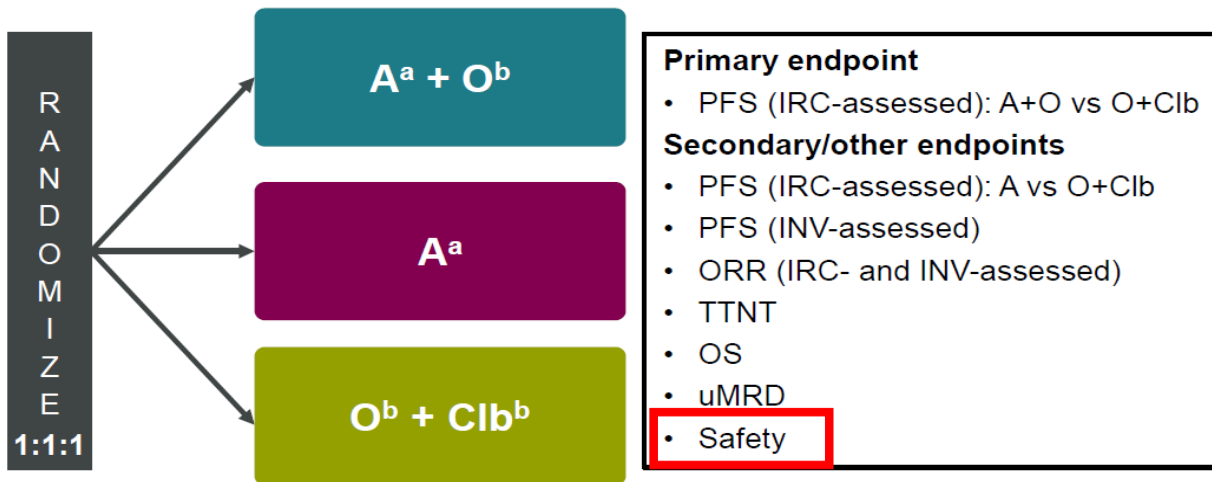 RANDOMIZE
1:1:1
Aᵃ + Oᵇ
Aᵃ
Oᵇ + Clbᵇ
Primary endpoint
• PFS (IRC-assessed): A+O vs O+Clb
Secondary/other endpoints
• PFS (IRC-assessed): A vs O+Clb
• PFS (INV-assessed)
• ORR (IRC- and INV-assessed)
• TTNT
• OS
• uMRD
• Safety